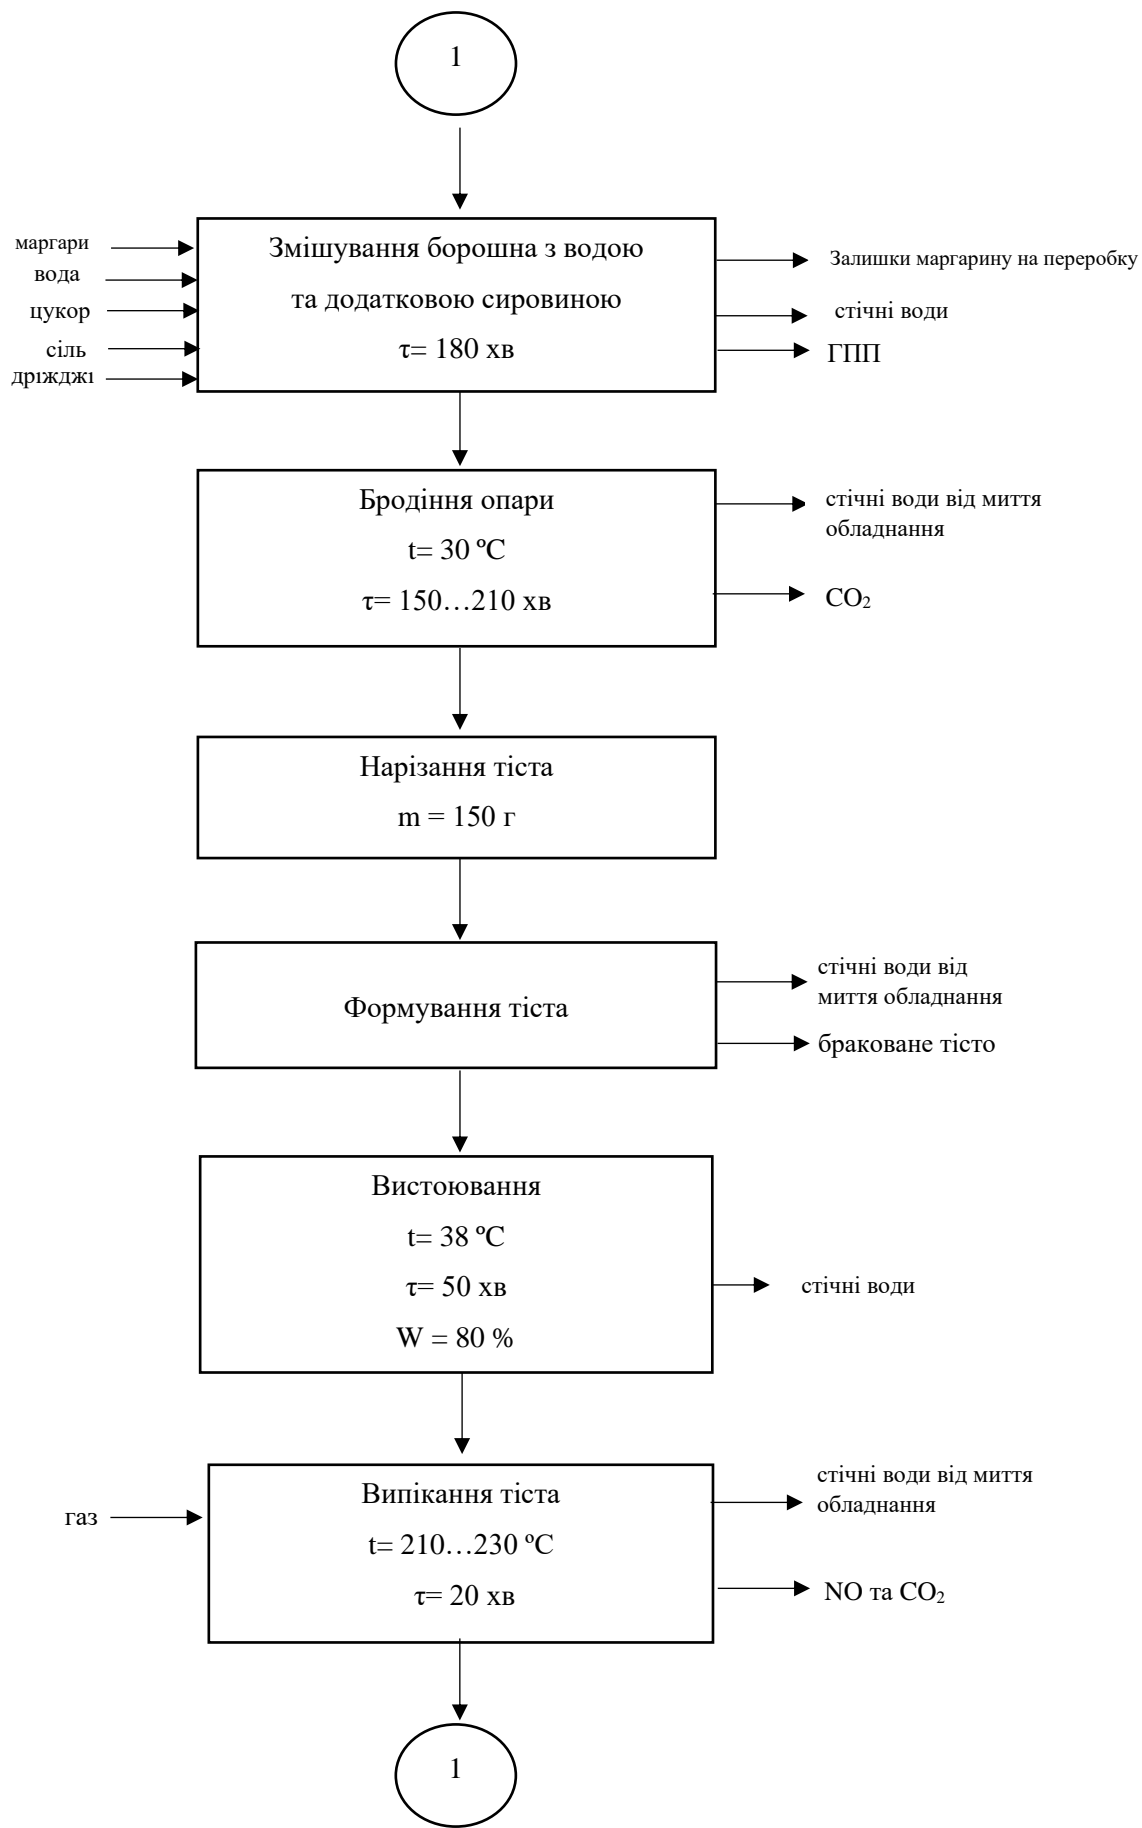 1
маргари
вода
цукор
сіль
дріжджі
Змішування борошна з водою
та додатковою сировиною
τ= 180 хв
Залишки маргарину на переробку
стічні води
ГПП
Бродіння опари
t= 30 ºC
τ= 150…210 хв
стічні води від миття
обладнання
CO₂
Нарізання тіста
m = 150 г
Формування тіста
стічні води від
миття обладнання
браковане тісто
Вистоювання
t= 38 ºC
τ= 50 хв
W = 80 %
стічні води
газ
Випікання тіста
t= 210…230 ºC
τ= 20 хв
стічні води від миття
обладнання
NO та CO₂
1